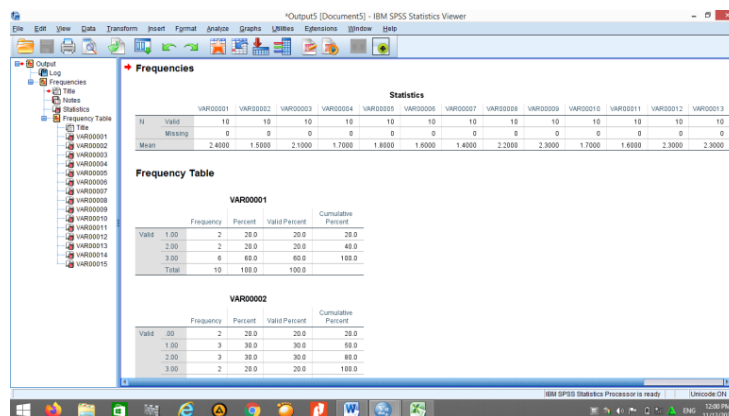 *Output5 [Document5] - IBM SPSS Statistics Viewer
File Edit View Data Transform Insert Format Analyze Graphs Utilities Extensions Window Help
Output
Log
Frequencies
Title
Notes
Statistics
Frequency Table
Title
VAR00001
VAR00002
VAR00003
VAR00004
VAR00005
VAR00006
VAR00007
VAR00008
VAR00009
VAR00010
VAR00011
VAR00012
VAR00013
VAR00014
VAR00015
Frequencies
Statistics
VAR00001 VAR00002 VAR00003 VAR00004 VAR00005 VAR00006 VAR00007 VAR00008 VAR00009 VAR00010 VAR00011 VAR00012 VAR00013
N Valid 10 10 10 10 10 10 10 10 10 10 10 10 10
Missing 0 0 0 0 0 0 0 0 0 0 0 0 0
Mean 2.4000 1.5000 2.1000 1.7000 1.8000 1.6000 1.4000 2.2000 2.3000 1.7000 1.6000 2.3000 2.3000
Frequency Table
VAR00001
Frequency Percent Valid Percent Cumulative Percent
Valid 1.00 2 20.0 20.0 20.0
2.00 2 20.0 20.0 40.0
3.00 6 60.0 60.0 100.0
Total 10 100.0 100.0
VAR00002
Frequency Percent Valid Percent Cumulative Percent
Valid .00 2 20.0 20.0 20.0
1.00 3 30.0 30.0 50.0
2.00 3 30.0 30.0 80.0
3.00 2 20.0 20.0 100.0
IBM SPSS Statistics Processor is ready Unicode:ON
ENG 12:00 PM